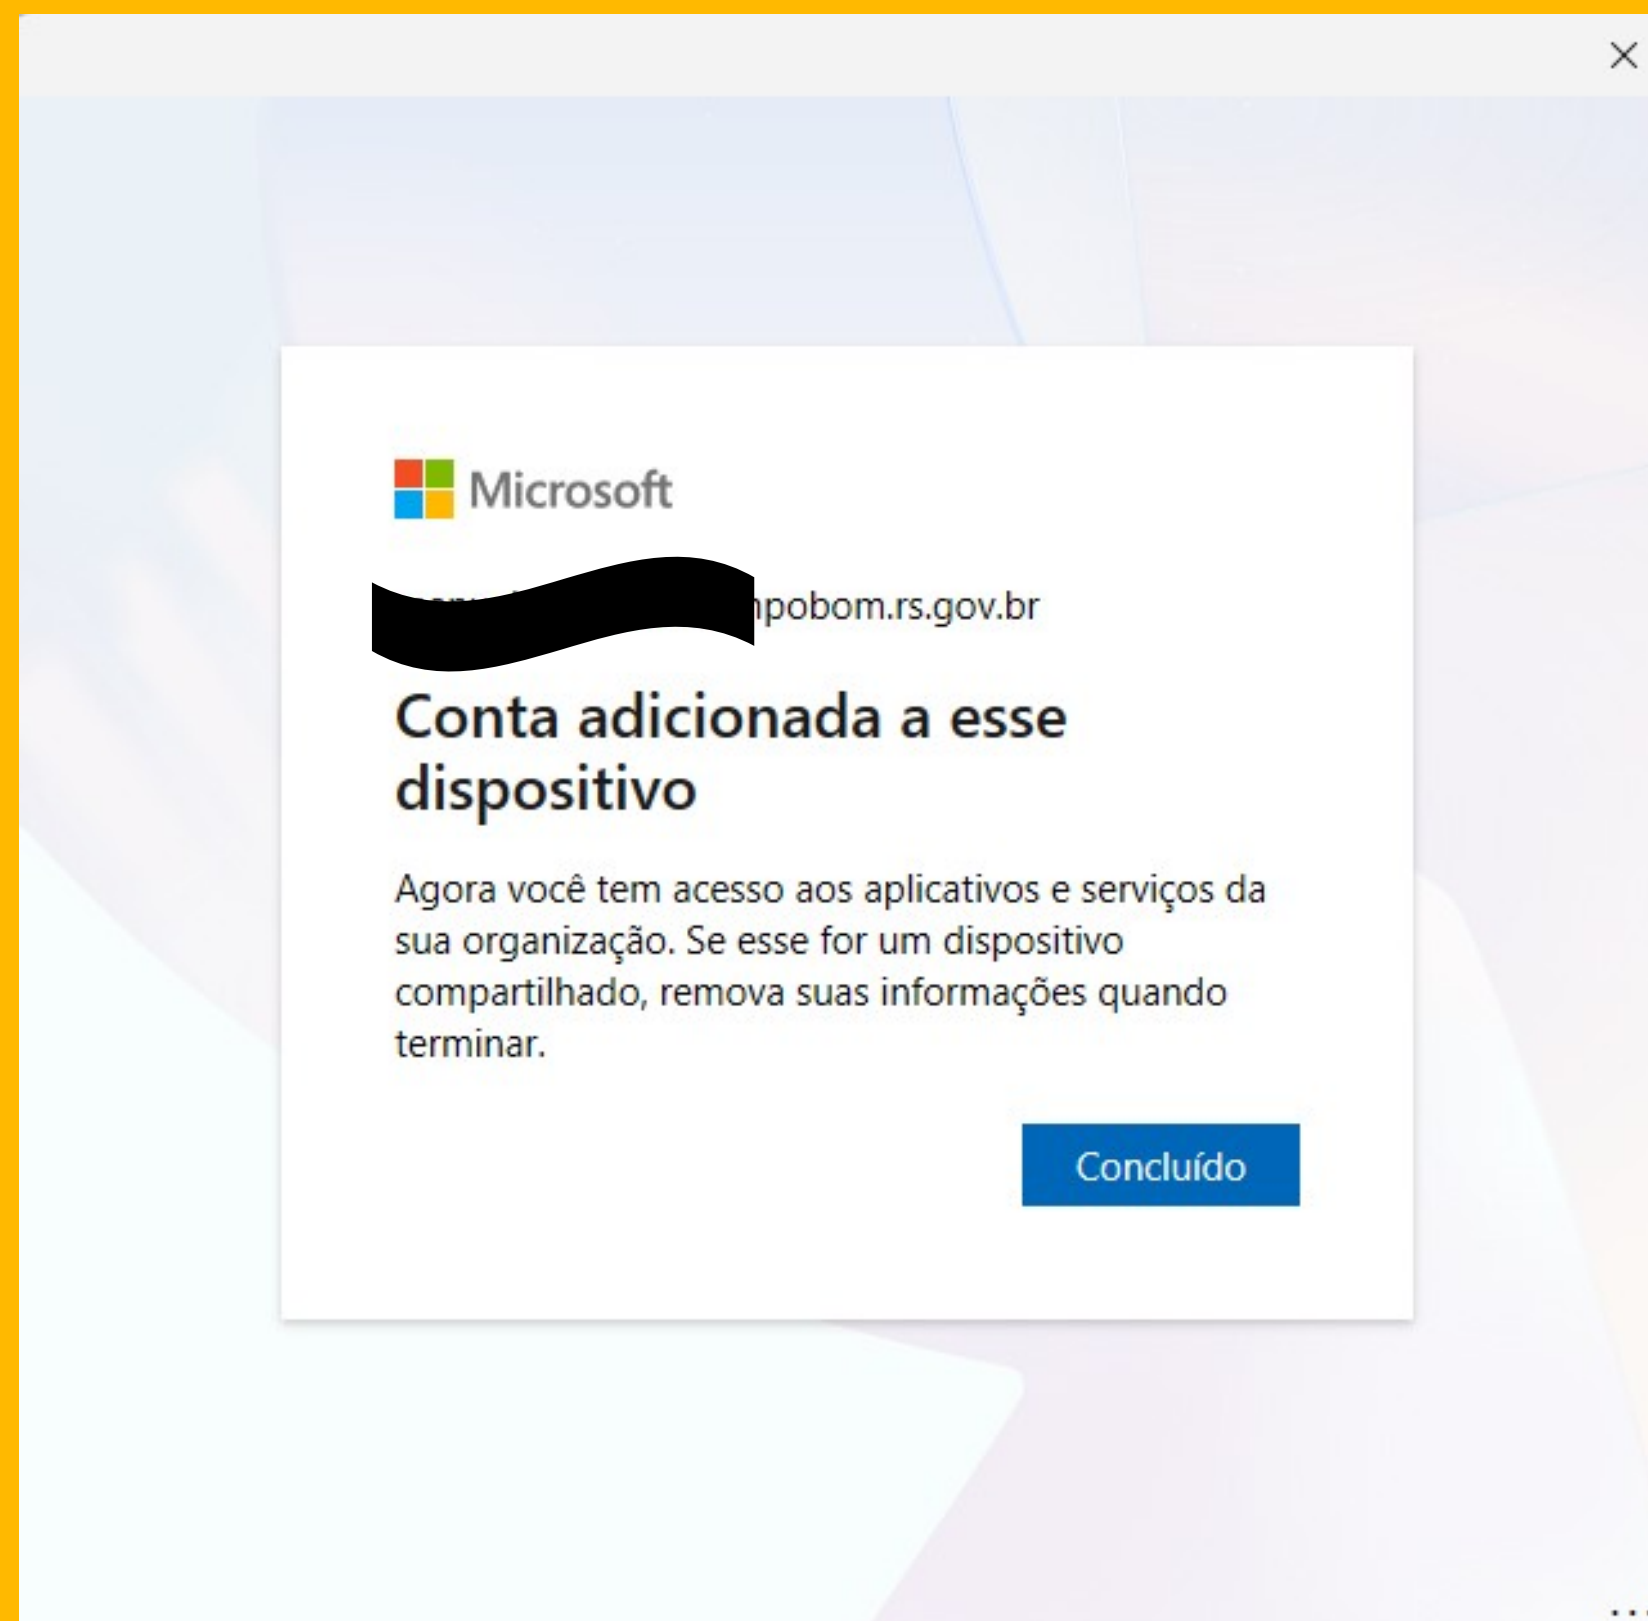 Microsoft
pobom.rs.gov.br
Conta adicionada a esse
dispositivo
Agora você tem acesso aos aplicativos e serviços da
sua organização. Se esse for um dispositivo
compartilhado, remova suas informações quando
terminar.
Concluído